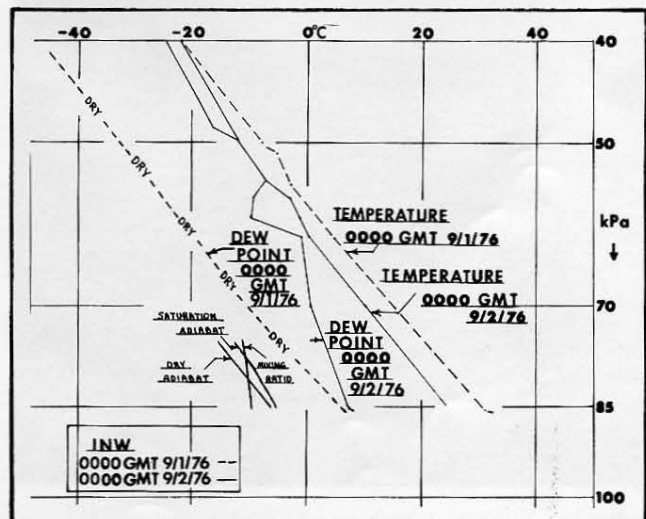 -40 -20 0°C 20 40
40
50
kPa
↓
70
85
100
DRY
DRY
DRY
DRY
DRY
DRY
TEMPERATURE
0000 GMT 9/1/76
TEMPERATURE
0000 GMT
9/2/76
DEW
POINT
0000
GMT
9/1/76
DEW
POINT
0000
GMT
9/2/76
SATURATION
ADIABAT
DRY
ADIABAT
MIXING
RATIO
INW
0000 GMT 9/1/76 ---
0000 GMT 9/2/76 —